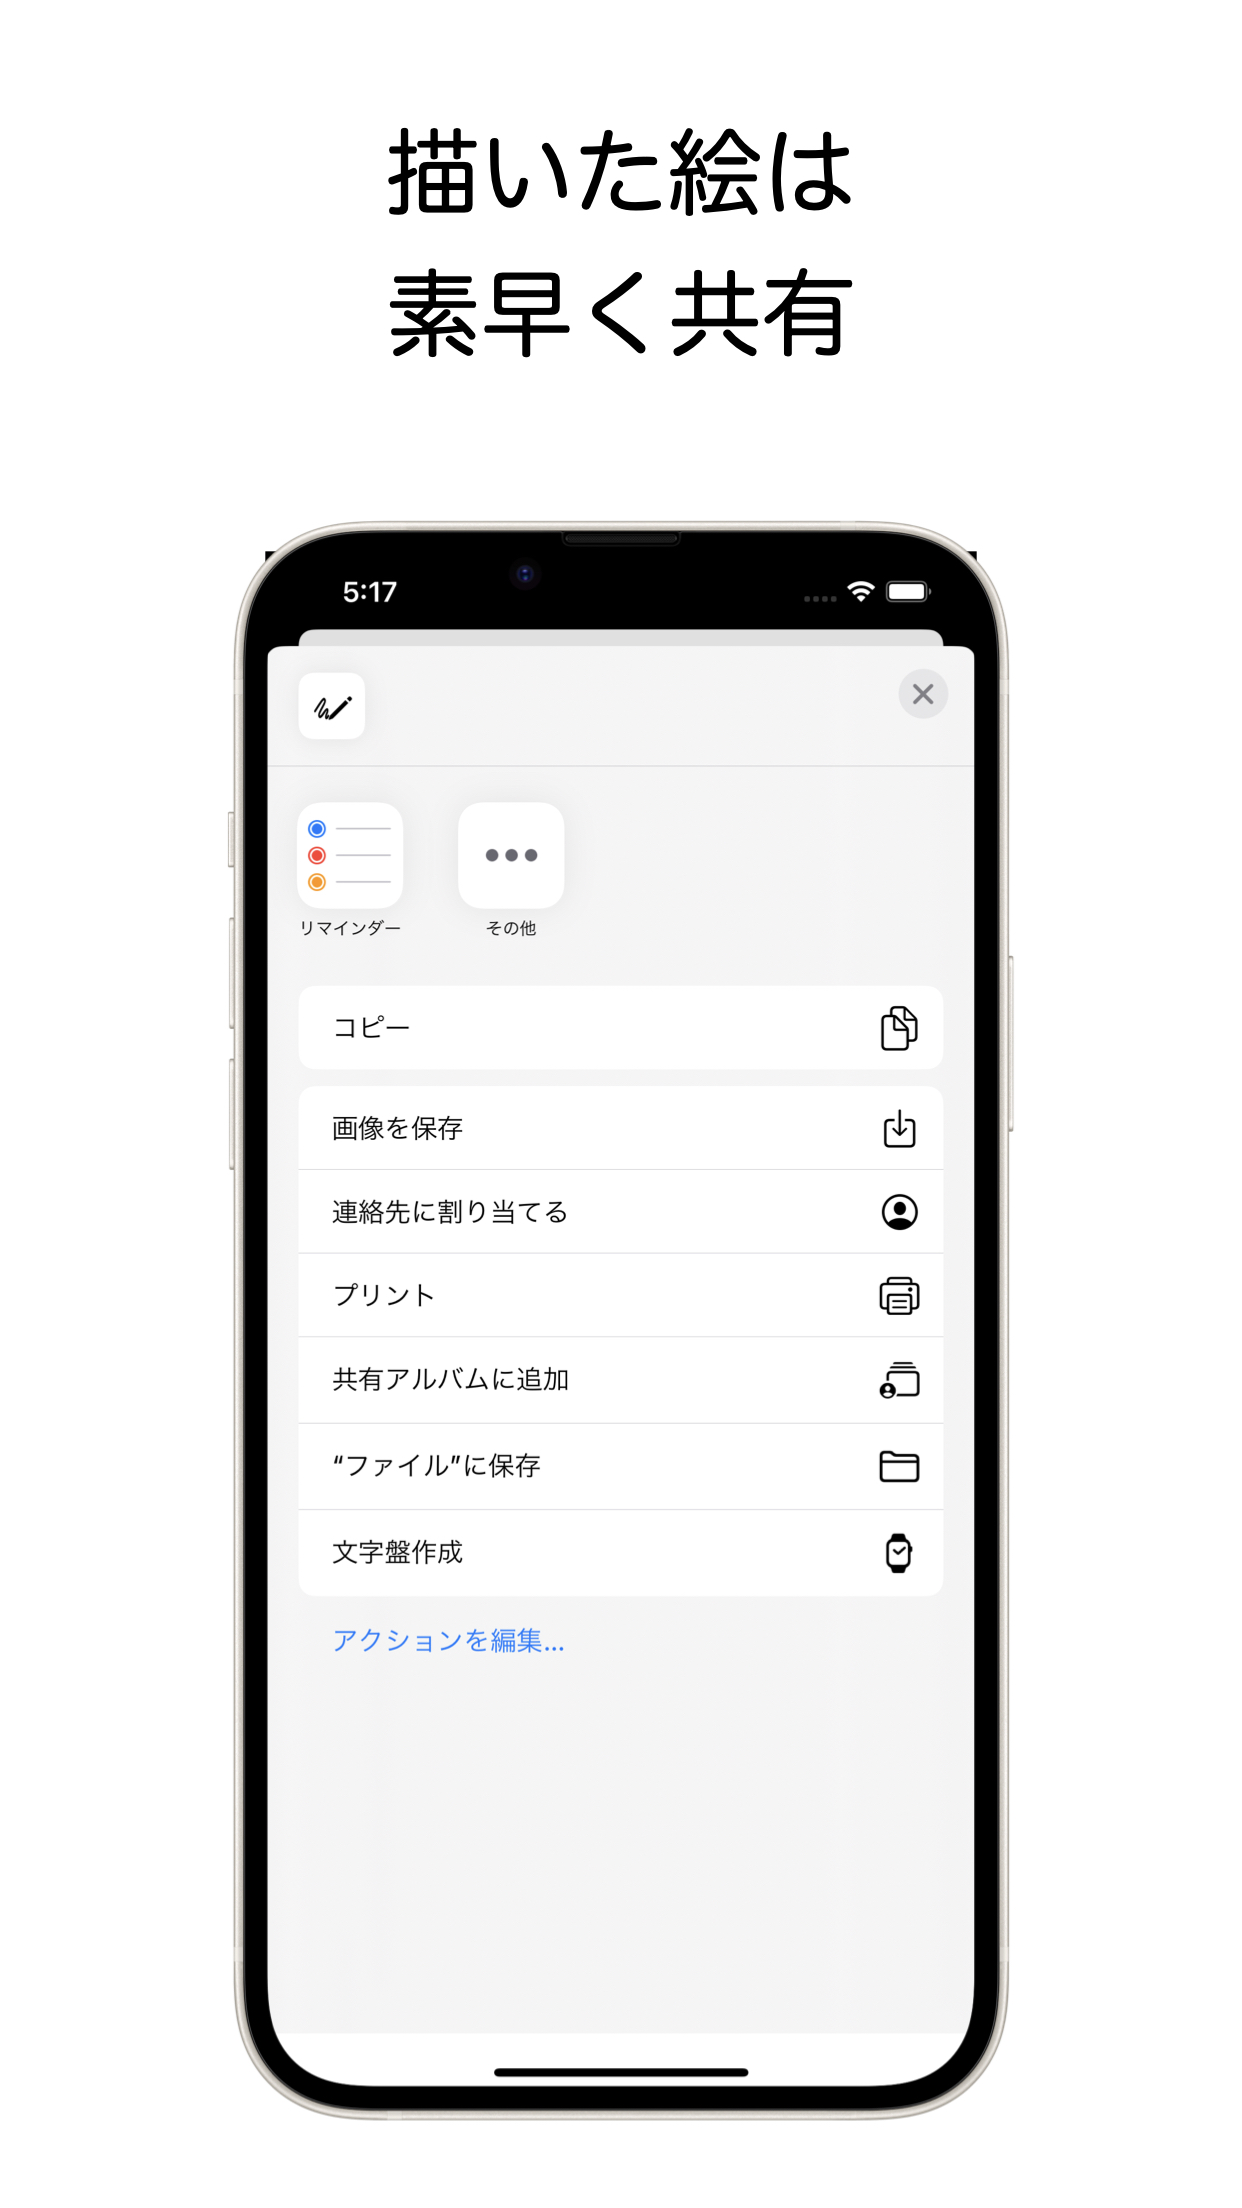 描いた絵は
素早く共有
5:17
リマインダー
その他
コピー
画像を保存
連絡先に割り当てる
プリント
共有アルバムに追加
“ファイル”に保存
文字盤作成
アクションを編集...